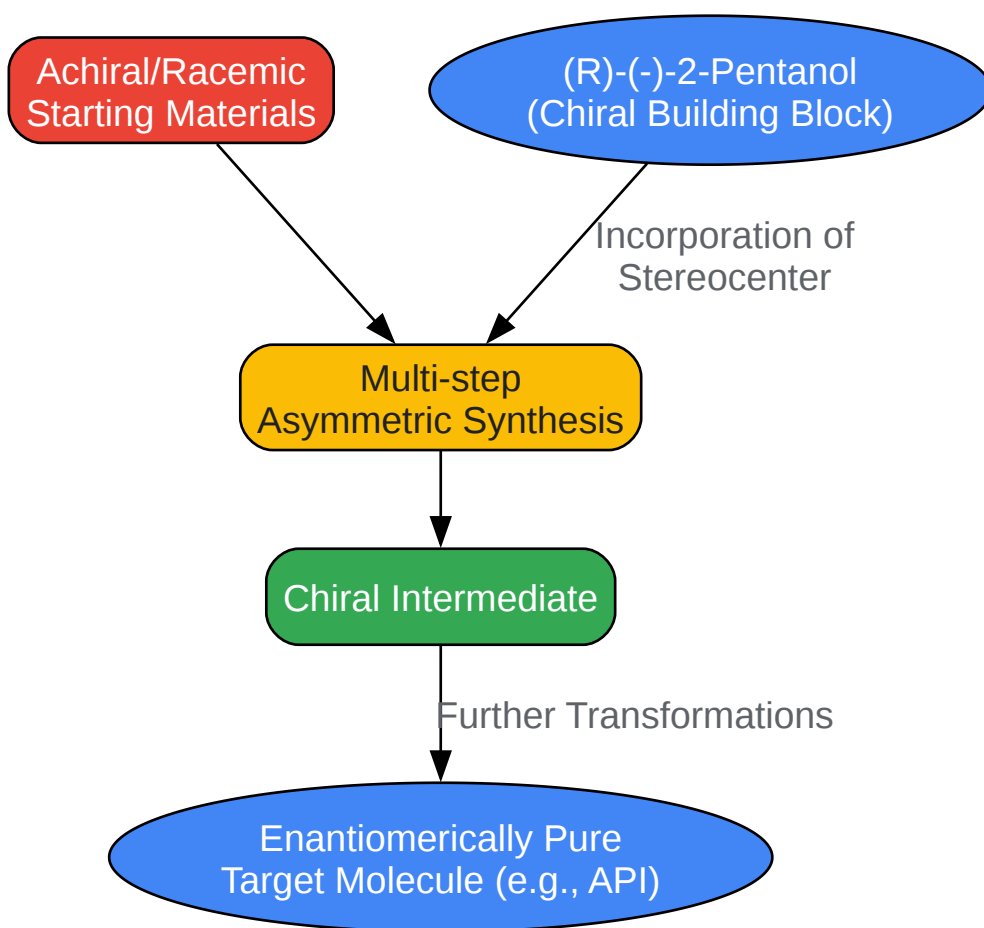 Achiral/Racemic
Starting Materials
(R)-(-)-2-Pentanol
(Chiral Building Block)
Incorporation of
Stereocenter
Multi-step
Asymmetric Synthesis
Chiral Intermediate
Further Transformations
Enantiomerically Pure
Target Molecule (e.g., API)